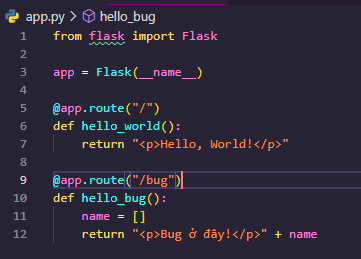 app.py > hello_bug
1 from flask import Flask
2
3 app = Flask(__name__)
4
5 @app.route("/")
6 def hello_world():
7     return "<p>Hello, World!</p>"
8
9 @app.route("/bug")
10 def hello_bug():
11     name = []
12     return "<p>Bug ở đây!</p>" + name